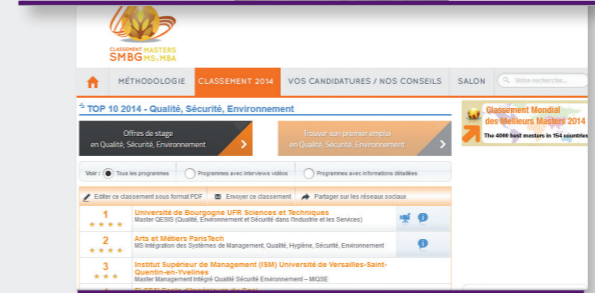 CLASSEMENT MASTERS
SMBG MS & MBA
MÉTHODOLOGIE CLASSEMENT 2014 VOS CANDIDATURES / NOS CONSEILS SALON Votre recherche...
TOP 10 2014 - Qualité, Sécurité, Environnement
Classement Mondial
des Meilleurs Masters 2014
The 4000 best masters in 154 countries
Offres de stage
en Qualité, Sécurité, Environnement
Trouver son premier emploi
en Qualité, Sécurité, Environnement
Voir : Tous les programmes Programmes avec interviews vidéos Programmes avec informations détaillées
Editer ce classement sous format PDF Envoyer ce classement Partager sur les réseaux sociaux
1 Université de Bourgogne UFR Sciences et Techniques
Master QESIS (Qualité, Environnement et Sécurité dans l'Industrie et les Services)
2 Arts et Métiers ParisTech
MS Intégration des Systèmes de Management, Qualité, Hygiène, Sécurité, Environnement
3 Institut Supérieur de Management (ISM) Université de Versailles-Saint-
Quentin-en-Yvelines
Master Management Intégré Qualité Sécurité Environnement – MIQSE